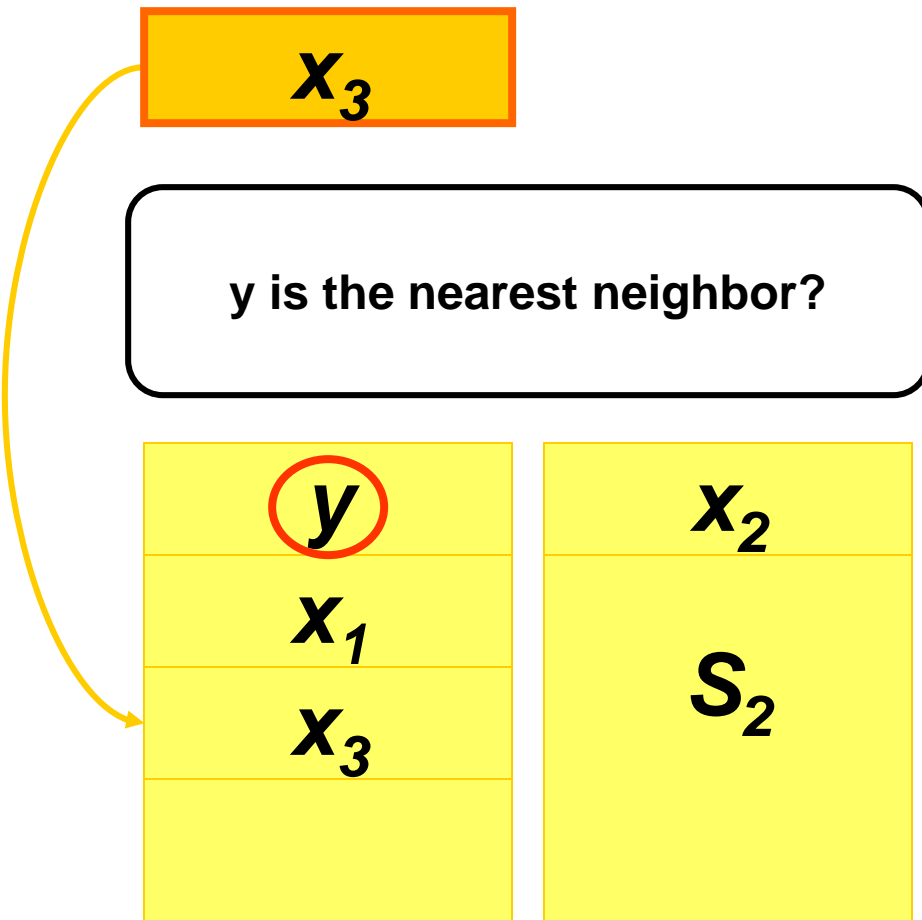 x₃
y is the nearest neighbor?
y
x₁
x₃
x₂
S₂